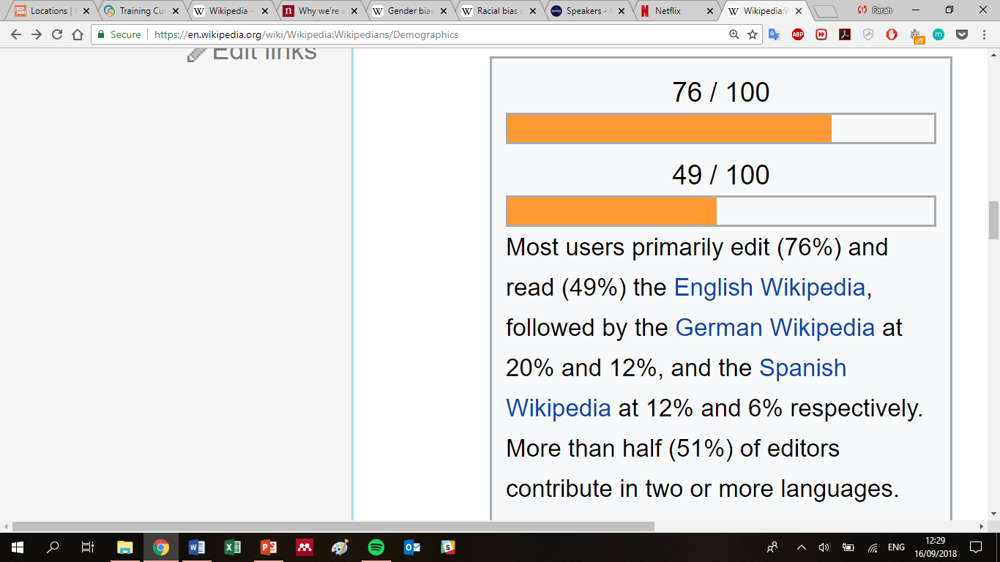 Locations |
Training Cur
Wikipedia -
Why we're e
Gender bias
Racial bias
Speakers -
Netflix
Wikipedia:W
Farah
Secure
https://en.wikipedia.org/wiki/Wikipedia:Wikipedians/Demographics
ABP
off
m
Edit links
76 / 100
49 / 100
Most users primarily edit (76%) and
read (49%) the English Wikipedia,
followed by the German Wikipedia at
20% and 12%, and the Spanish
Wikipedia at 12% and 6% respectively.
More than half (51%) of editors
contribute in two or more languages.
ENG
12:29
16/09/2018